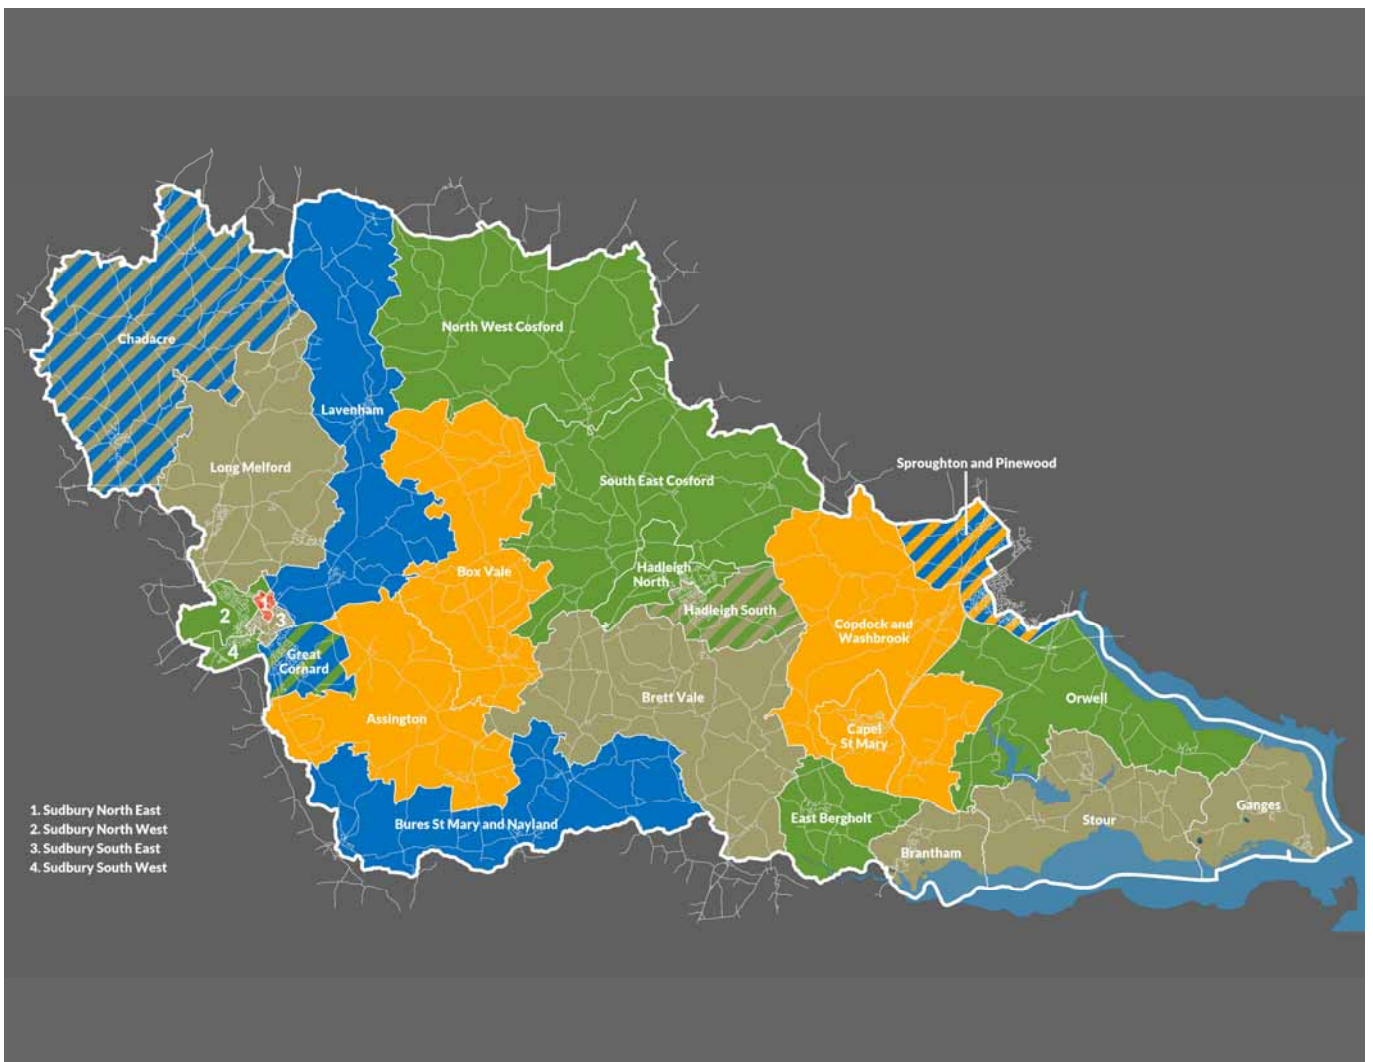 Chadacre
North West Cosford
Lavenham
Long Melford
Sproughton and Pinewood
South East Cosford
Box Vale
Hadleigh
North
Hadleigh South
1
2
3
4
Copdock and
Washbrook
Great
Cornard
Brett Vale
Orwell
Assington
Capel
St Mary
1. Sudbury North East
2. Sudbury North West
3. Sudbury South East
4. Sudbury South West
Bures St Mary and Nayland
East Bergholt
Ganges
Stour
Brantham